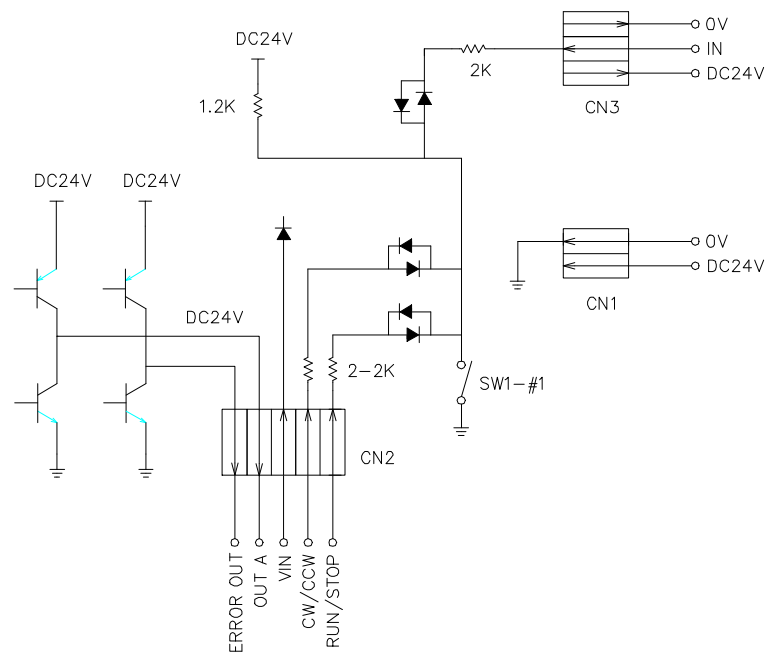 0V
DC24V
IN
2K
DC24V
1.2K
CN3
DC24V
DC24V
0V
DC24V
CN1
DC24V
2-2K
SW1-#1
CN2
ERROR OUT
OUT A
VIN
CW/CCW
RUN/STOP